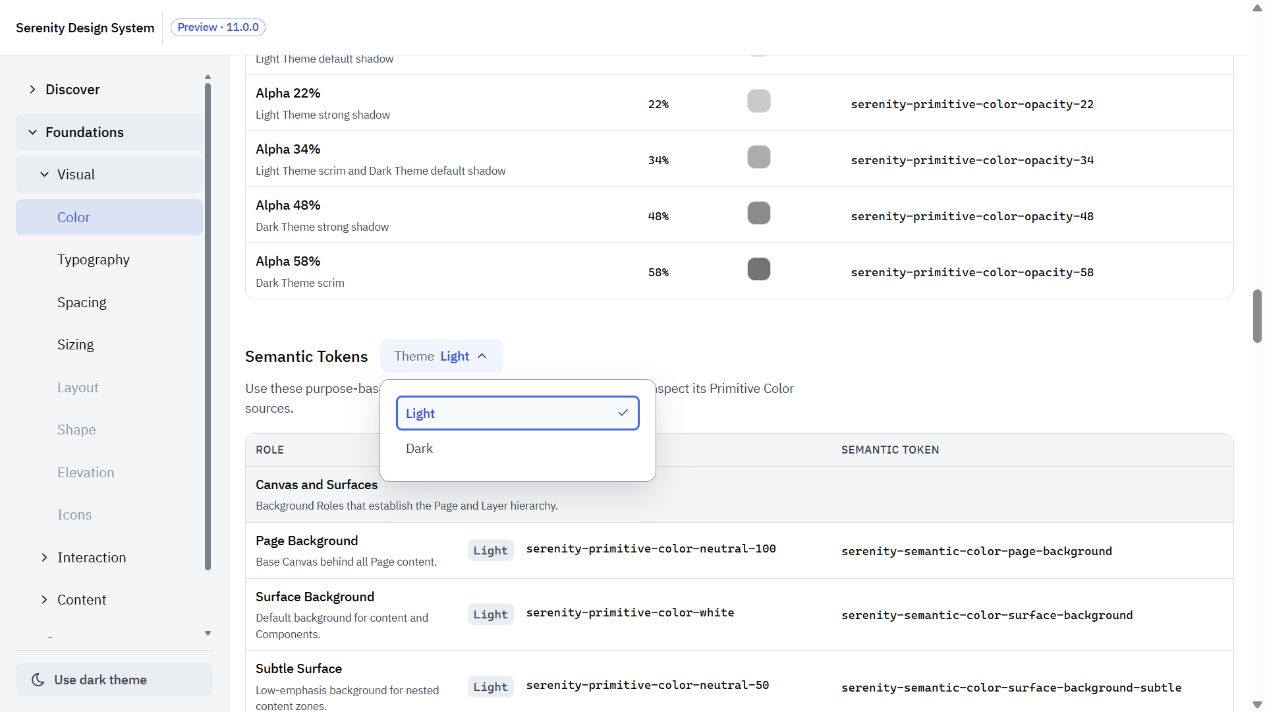 Serenity Design System
Preview · 11.0.0
Discover
Foundations
Visual
Color
Typography
Spacing
Sizing
Layout
Shape
Elevation
Icons
Interaction
Content
Use dark theme
Light Theme default shadow
Alpha 22%
Light Theme strong shadow
22%
serenity-primitive-color-opacity-22
Alpha 34%
Light Theme scrim and Dark Theme default shadow
34%
serenity-primitive-color-opacity-34
Alpha 48%
Dark Theme strong shadow
48%
serenity-primitive-color-opacity-48
Alpha 58%
Dark Theme scrim
58%
serenity-primitive-color-opacity-58
Semantic Tokens
Theme Light
Light
Dark
Use these purpose-bas
nspect its Primitive Color
sources.
ROLE
SEMANTIC TOKEN
Canvas and Surfaces
Background Roles that establish the Page and Layer hierarchy.
Page Background
Base Canvas behind all Page content.
Light
serenity-primitive-color-neutral-100
serenity-semantic-color-page-background
Surface Background
Default background for content and
Components.
Light
serenity-primitive-color-white
serenity-semantic-color-surface-background
Subtle Surface
Low-emphasis background for nested
content zones.
Light
serenity-primitive-color-neutral-50
serenity-semantic-color-surface-background-subtle